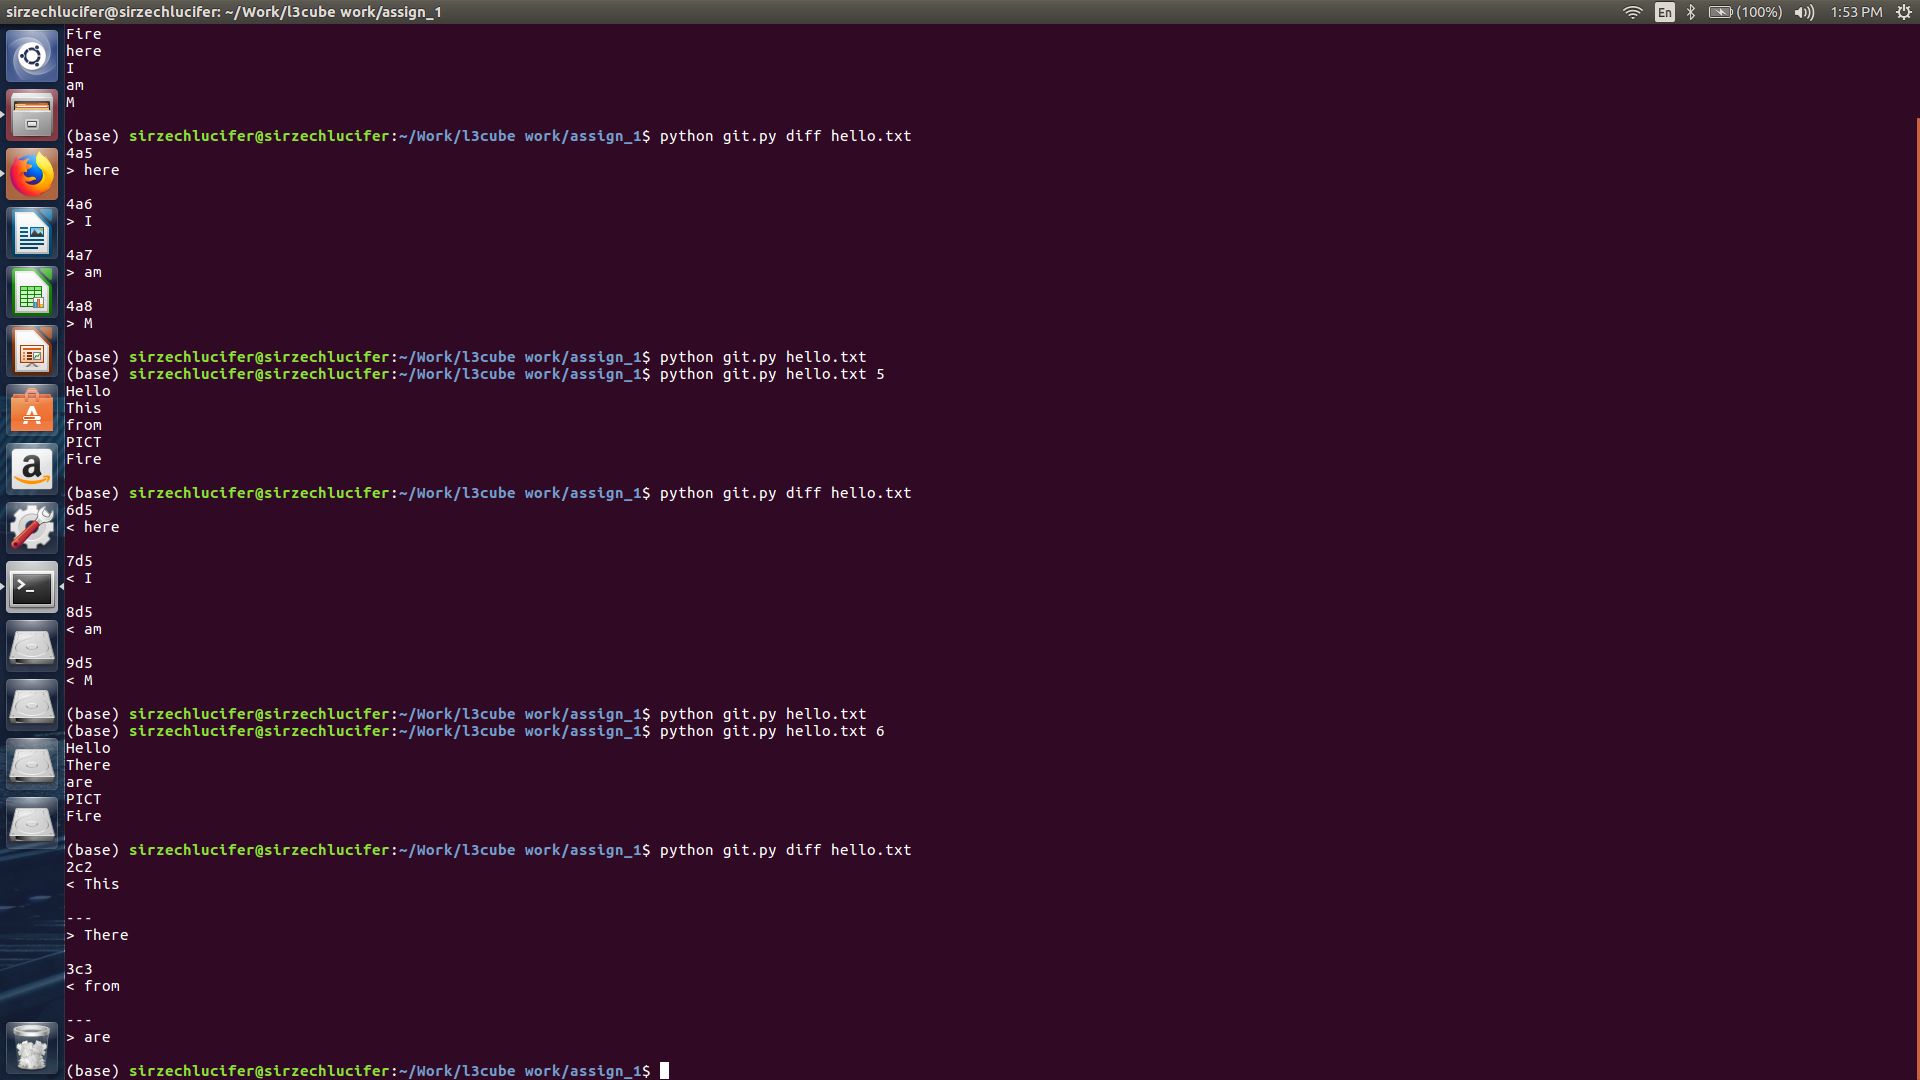 sirzechlucifer@sirzechlucifer: ~/Work/l3cube work/assign_1
En
(100%)
1:53 PM
Fire
here
I
am
M
(base) sirzechlucifer@sirzechlucifer:~/Work/l3cube work/assign_1$ python git.py diff hello.txt
4a5
> here
4a6
> I
4a7
> am
4a8
> M
(base) sirzechlucifer@sirzechlucifer:~/Work/l3cube work/assign_1$ python git.py hello.txt
(base) sirzechlucifer@sirzechlucifer:~/Work/l3cube work/assign_1$ python git.py hello.txt 5
Hello
This
from
PICT
Fire
(base) sirzechlucifer@sirzechlucifer:~/Work/l3cube work/assign_1$ python git.py diff hello.txt
6d5
< here
7d5
< I
8d5
< am
9d5
< M
(base) sirzechlucifer@sirzechlucifer:~/Work/l3cube work/assign_1$ python git.py hello.txt
(base) sirzechlucifer@sirzechlucifer:~/Work/l3cube work/assign_1$ python git.py hello.txt 6
Hello
There
are
PICT
Fire
(base) sirzechlucifer@sirzechlucifer:~/Work/l3cube work/assign_1$ python git.py diff hello.txt
2c2
< This
---
> There
3c3
< from
---
> are
(base) sirzechlucifer@sirzechlucifer:~/Work/l3cube work/assign_1$